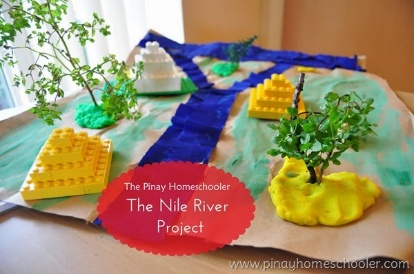 The Pinay Homeschooler
The Nile River
Project
www.pinayhomeschooler.com